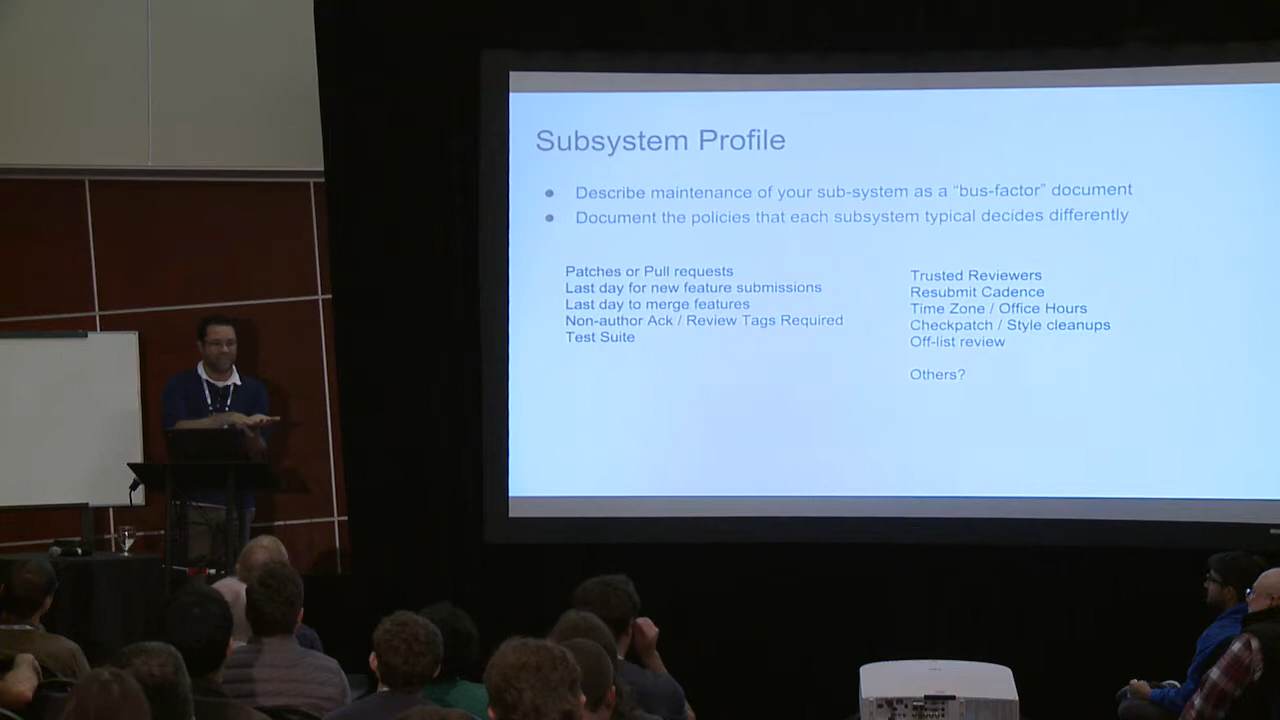 Subsystem Profile
● Describe maintenance of your sub-system as a “bus-factor” document
● Document the policies that each subsystem typical decides differently
Patches or Pull requests
Last day for new feature submissions
Last day to merge features
Non-author Ack / Review Tags Required
Test Suite
Trusted Reviewers
Resubmit Cadence
Time Zone / Office Hours
Checkpatch / Style cleanups
Off-list review
Others?